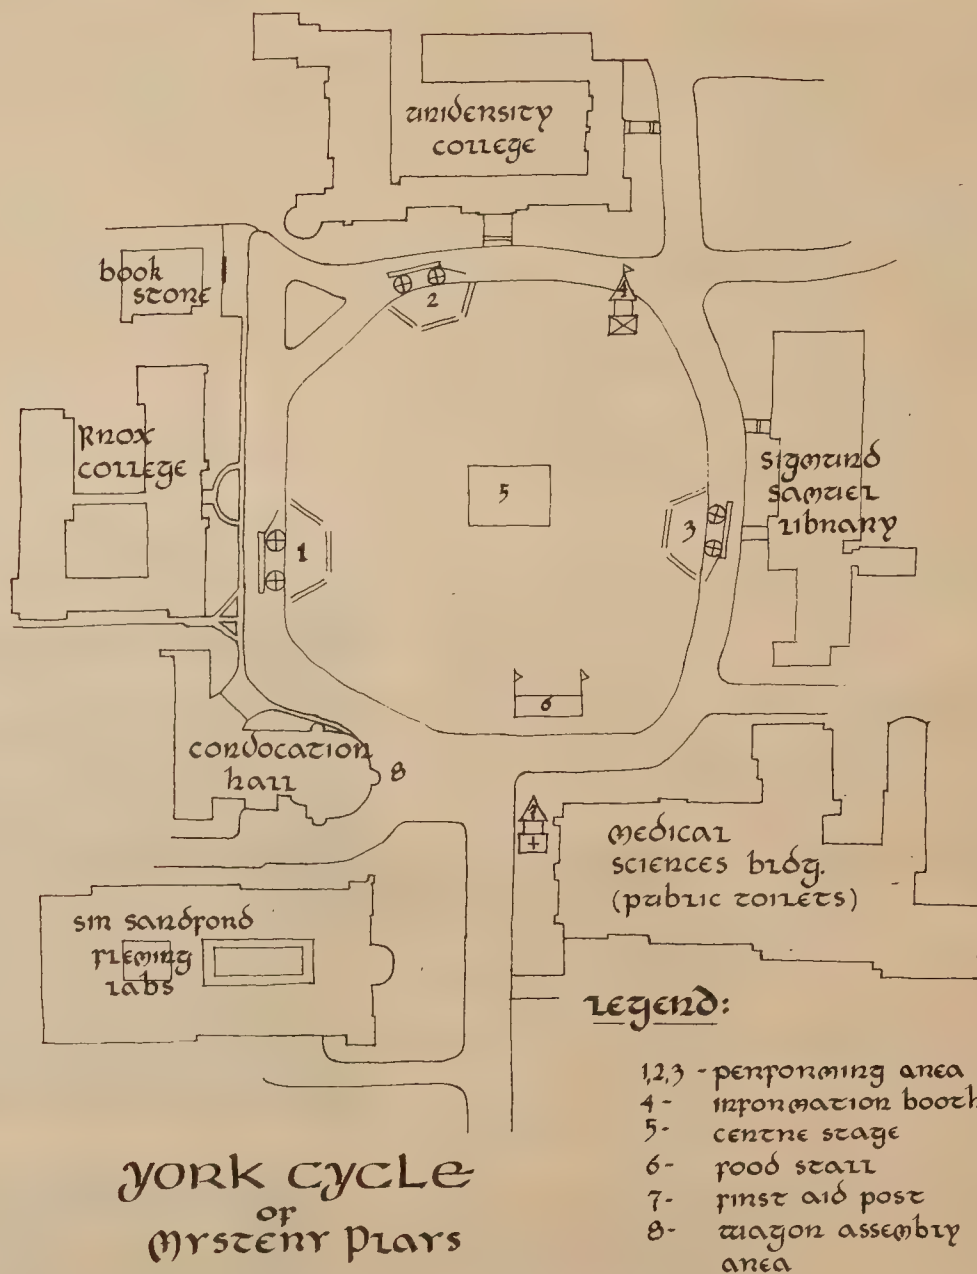 University
College
Book
Store
2
4
Knox
College
Sigmund
Samuel
Library
5
3
1
6
Convocation
Hall
8
7
Medical
Sciences Bldg.
(Public Toilets)
Sir Sandford
Fleming
Labs
Legend:
1,2,3 - performing area
4 - information booth
5 - centre stage
6 - food stall
7 - first aid post
8 - wagon assembly
area
York Cycle
of
Mystery Plays